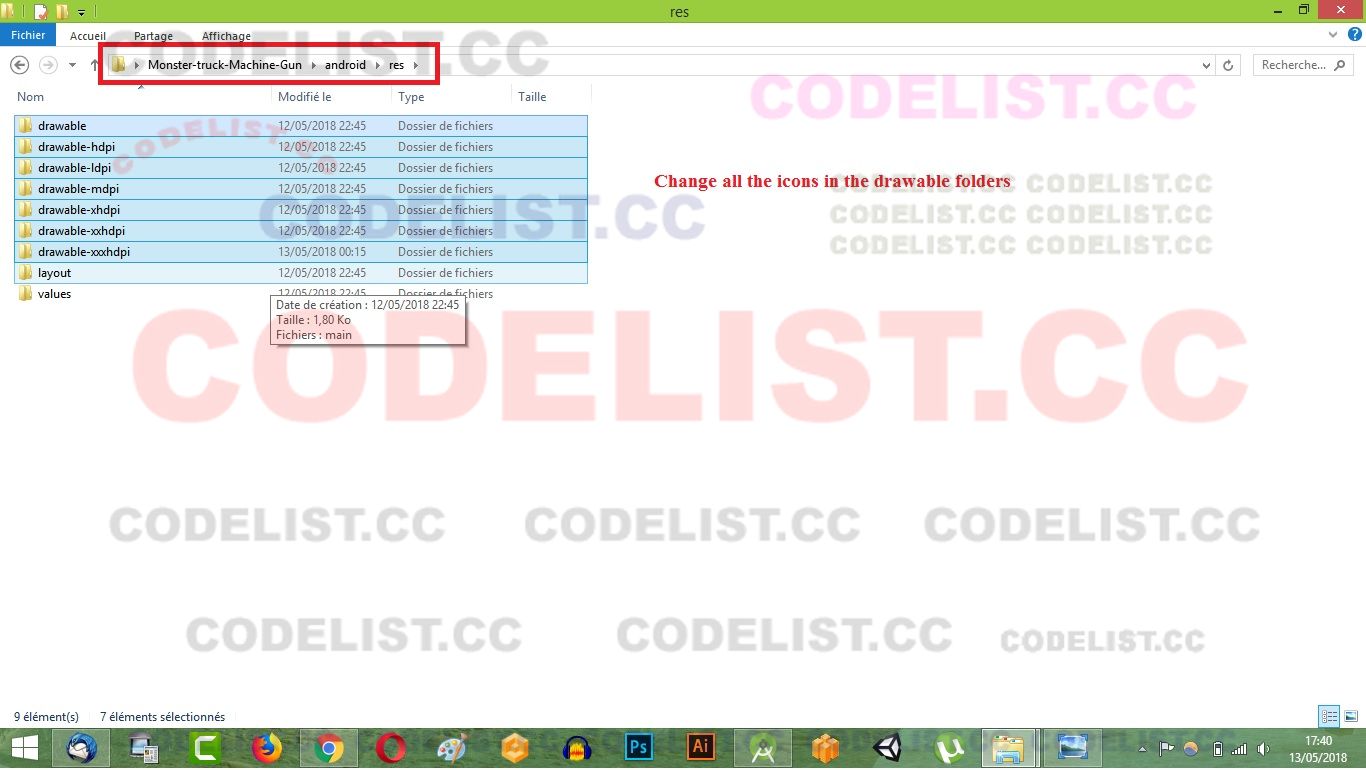 res
Fichier Accueil Partage Affichage
CODELIST.CC
Monster-truck-Machine-Gun android res
Recherche...
CODELIST.CC
Nom Modifié le Type Taille
drawable 12/05/2018 22:45 Dossier de fichiers
CODELIST.CC
drawable-hdpi 12/05/2018 22:45 Dossier de fichiers
drawable-ldpi 12/05/2018 22:45 Dossier de fichiers
drawable-mdpi 12/05/2018 22:45 Dossier de fichiers
Change all the icons in the drawable folders
CODELIST.CC CODELIST.CC
drawable-xhdpi 12/05/2018 22:45 Dossier de fichiers
CODELIST.CC
CODELIST.CC CODELIST.CC
drawable-xxhdpi 12/05/2018 22:45 Dossier de fichiers
CODELIST.CC CODELIST.CC
drawable-xxxhdpi 13/05/2018 00:15 Dossier de fichiers
layout 12/05/2018 22:45 Dossier de fichiers
values 12/05/2018 22:45 Dossier de fichiers
Date de création : 12/05/2018 22:45
Taille : 1,80 Ko
Fichiers : main
CODELIST.CC
CODELIST.CC CODELIST.CC CODELIST.CC
CODELIST.CC CODELIST.CC CODELIST.CC
9 élément(s) 7 éléments sélectionnés
Ps Ai
17:40
13/05/2018